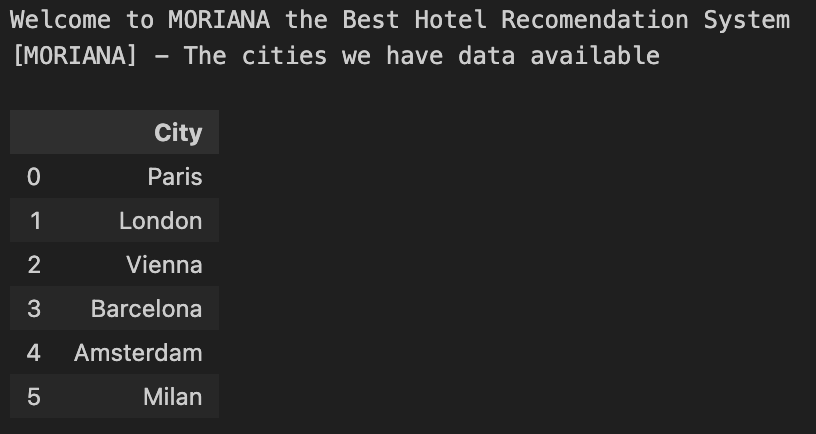 Welcome to MORIANA the Best Hotel Recomendation System
[MORIANA] - The cities we have data available
City
0 Paris
1 London
2 Vienna
3 Barcelona
4 Amsterdam
5 Milan